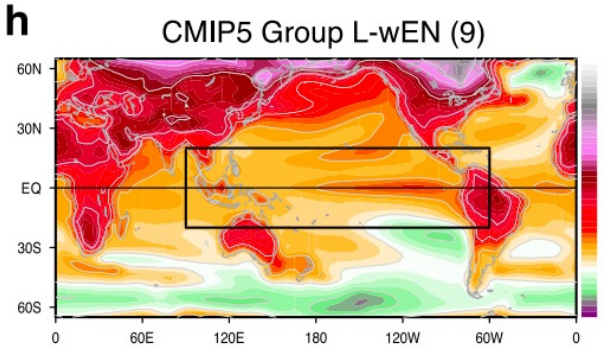 h
CMIP5 Group L-wEN (9)
60N
30N
EQ
30S
60S
0 60E 120E 180 120W 60W 0